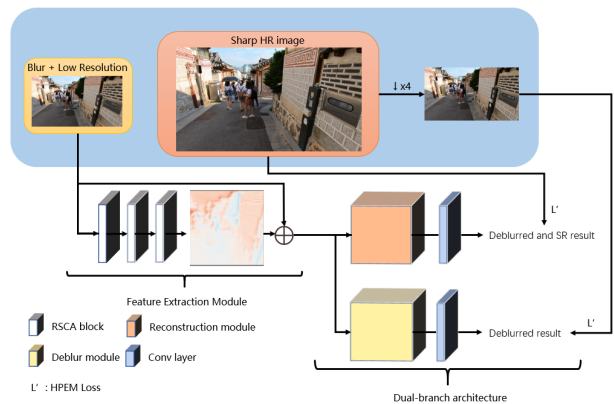 Sharp HR image
Blur + Low Resolution
↓ x4
L'
Deblurred and SR result
Feature Extraction Module
L'
RSCA block
Reconstruction module
Deblur module
Conv layer
Deblurred result
L' : HPEM Loss
Dual-branch architecture